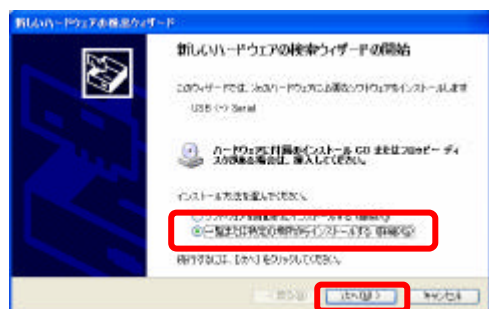 新しいハードウェアの検出ウィザード
新しいハードウェアの検索ウィザードの開始
このウィザードでは、次のハードウェアに必要なソフトウェアをインストールします
USB <-> Serial
ハードウェアに付属のインストール CD またはフロッピー ディ
スクがある場合は、挿入してください。
インストール方法を選んでください。
一覧または特定の場所からインストールする (詳細)(S)
続行するには、[次へ] をクリックしてください。
< 戻る(B)
次へ(N) >
キャンセル